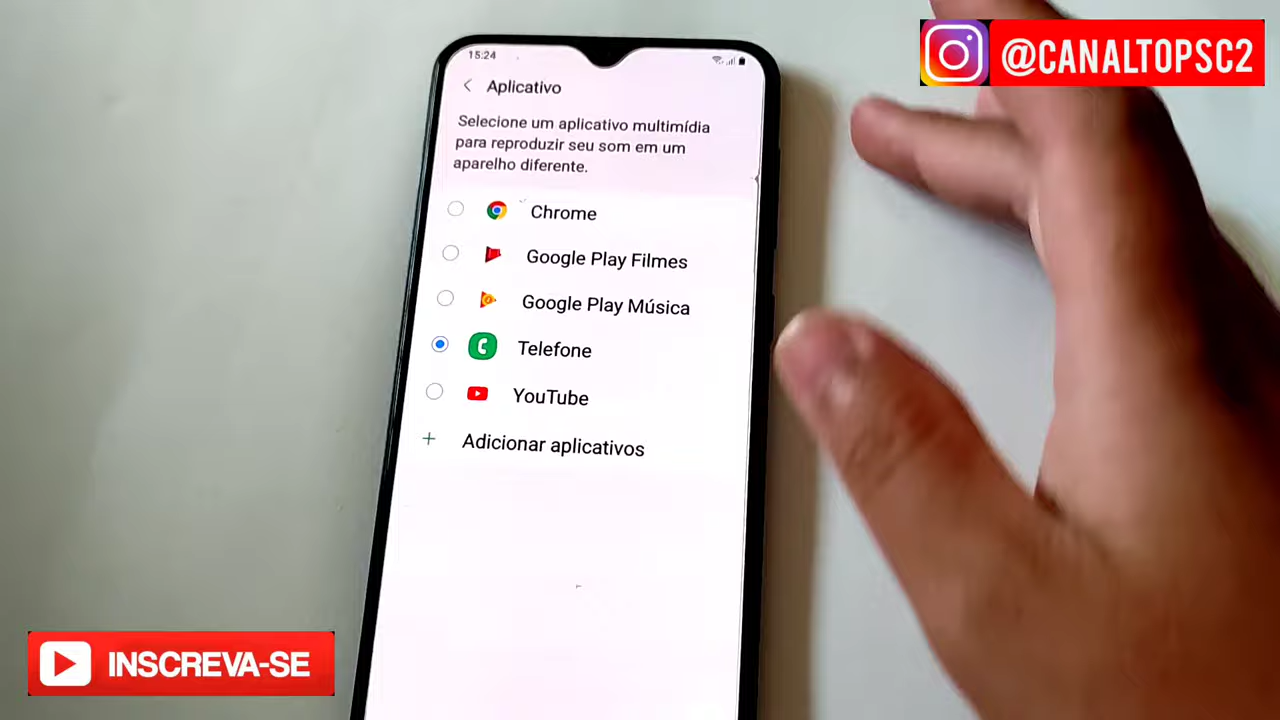 @CANALTOPSC2
15:24
Aplicativo
Selecione um aplicativo multimídia
para reproduzir seu som em um
aparelho diferente.
Chrome
Google Play Filmes
Google Play Música
Telefone
YouTube
+ Adicionar aplicativos
INSCREVA-SE